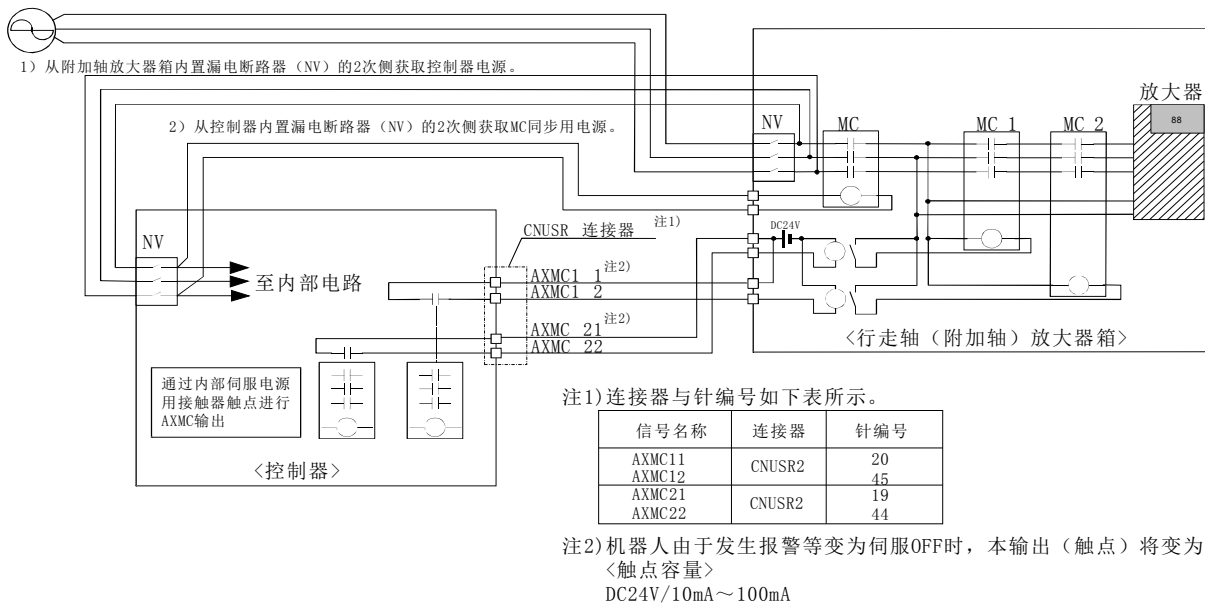 1）从附加轴放大器箱内置漏电断路器（NV）的2次侧获取控制器电源。
2）从控制器内置漏电断路器（NV）的2次侧获取MC同步用电源。
放大器
88
NV
MC
MC 1
MC 2
DC24V
NV
CNUSR 连接器 注1)
至内部电路
AXMC1 1 注2)
AXMC1 2
AXMC 21 注2)
AXMC 22
<行走轴（附加轴）放大器箱>
通过内部伺服电源
用接触器触点进行
AXMC输出
<控制器>
注1)连接器与针编号如下表所示。
信号名称 连接器 针编号
AXMC11 CNUSR2 20
AXMC12 45
AXMC21 CNUSR2 19
AXMC22 44
注2)机器人由于发生报警等变为伺服OFF时，本输出（触点）将变为
<触点容量>
DC24V/10mA～100mA